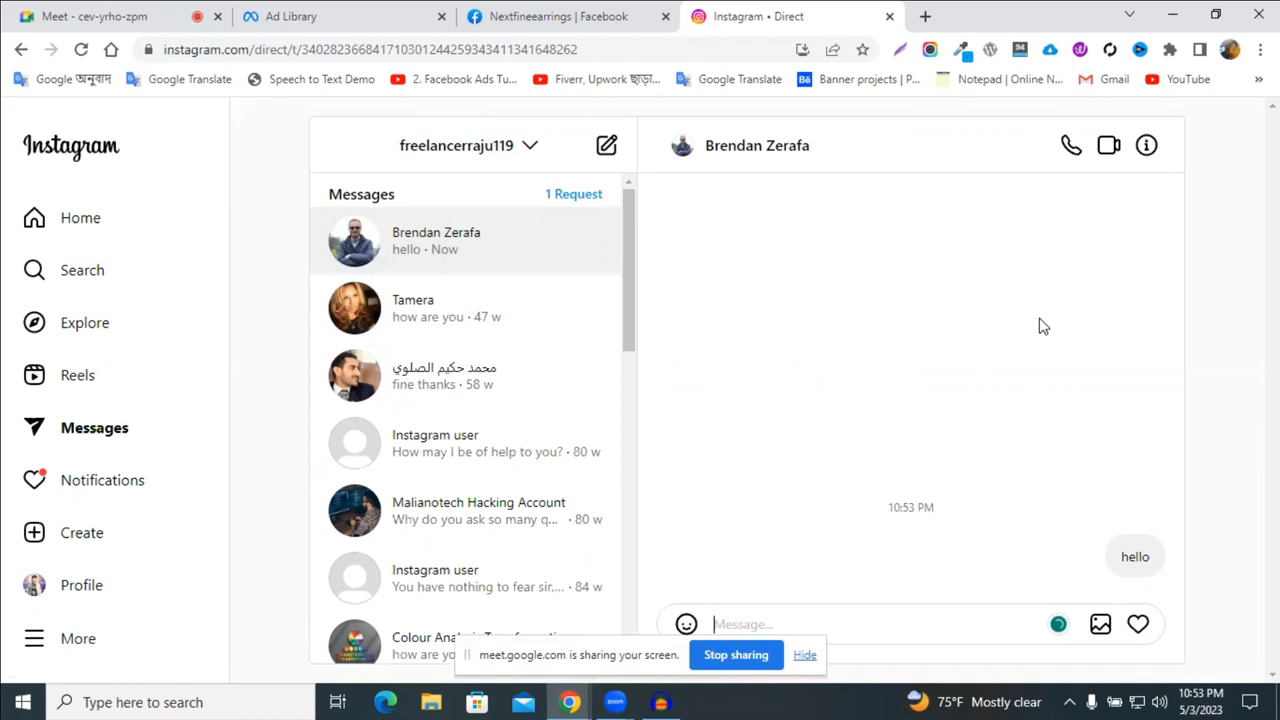 Meet - cev-yrho-zpm
Ad Library
Nextfineearrings | Facebook
Instagram • Direct
instagram.com/direct/t/340282366841710301244259343411341648262
94
Google অনুবাদ
Google Translate
Speech to Text Demo
2. Facebook Ads Tu...
Fiverr, Upwork ছাড়া...
Google Translate
Bē
Banner projects | P...
Notepad | Online N...
Gmail
YouTube
Instagram
Home
Search
Explore
Reels
Messages
Notifications
Create
Profile
More
freelancerraju119
Messages
1 Request
Brendan Zerafa
hello · Now
Tamera
how are you · 47 w
محمد حكيم الصلوي
fine thanks · 58 w
Instagram user
How may I be of help to you? · 80 w
Malianotech Hacking Account
Why do you ask so many q... · 80 w
Instagram user
You have nothing to fear sir,... · 84 w
how are yo
Brendan Zerafa
10:53 PM
hello
Message...
meet.google.com is sharing your screen.
Stop sharing
Hide
Type here to search
zoom
75°F Mostly clear
10:53 PM
5/3/2023